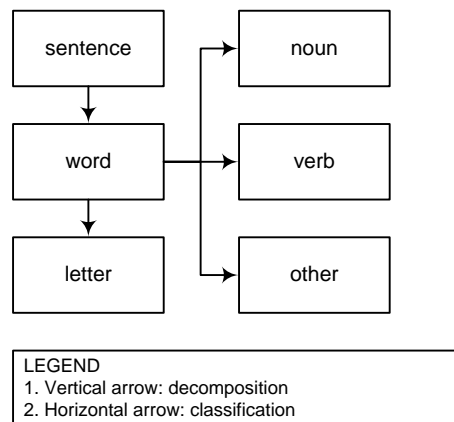 sentence
noun
word
verb
letter
other
LEGEND
1. Vertical arrow: decomposition
2. Horizontal arrow: classification